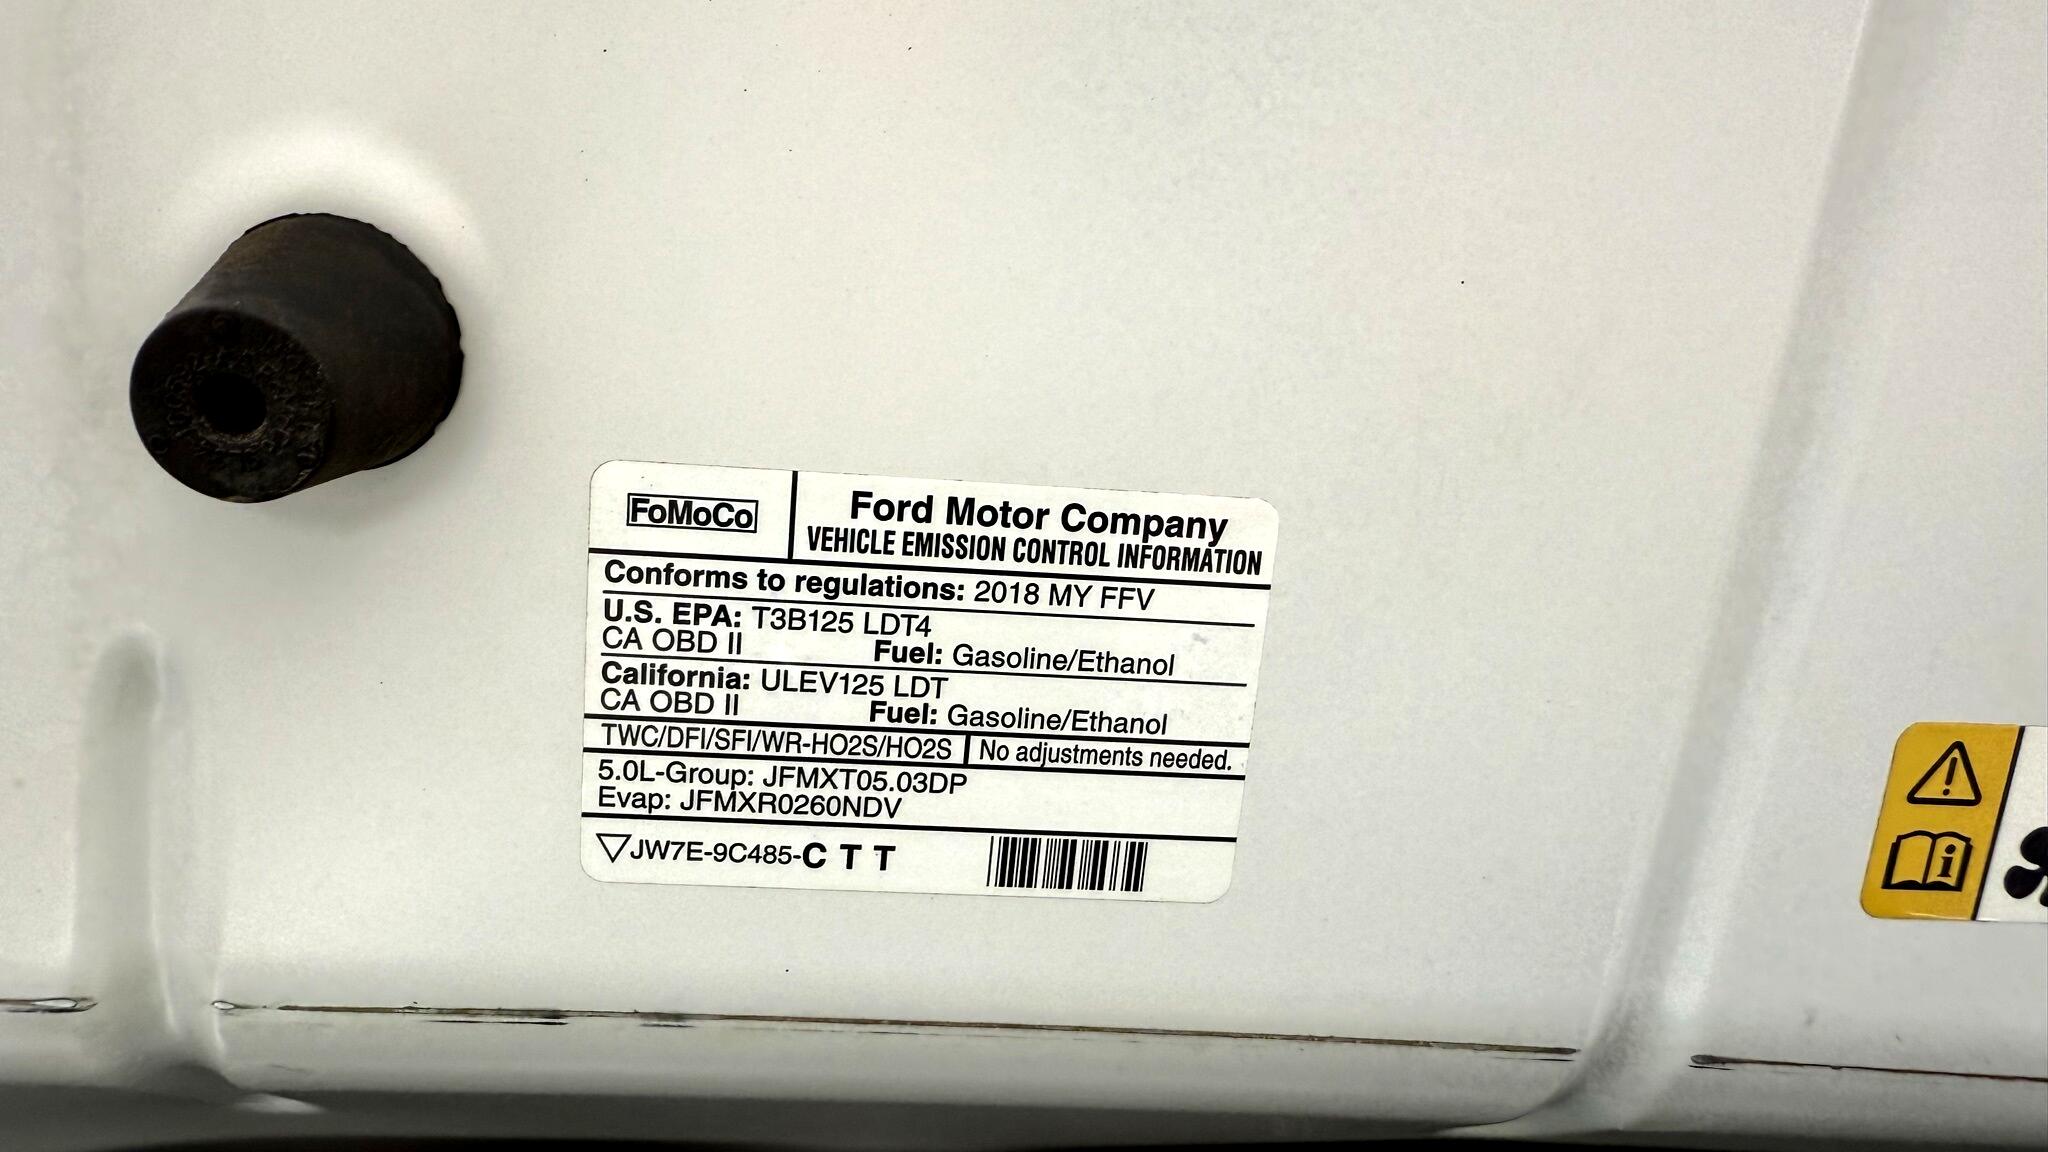 FoMoCo
Ford Motor Company
VEHICLE EMISSION CONTROL INFORMATION
Conforms to regulations: 2018 MY FFV
U.S. EPA: T3B125 LDT4
CA OBD II Fuel: Gasoline/Ethanol
California: ULEV125 LDT
CA OBD II Fuel: Gasoline/Ethanol
TWC/DFI/SFI/WR-HO2S/HO2S No adjustments needed.
5.0L-Group: JFMXT05.03DP
Evap: JFMXR0260NDV
JW7E-9C485-C T T